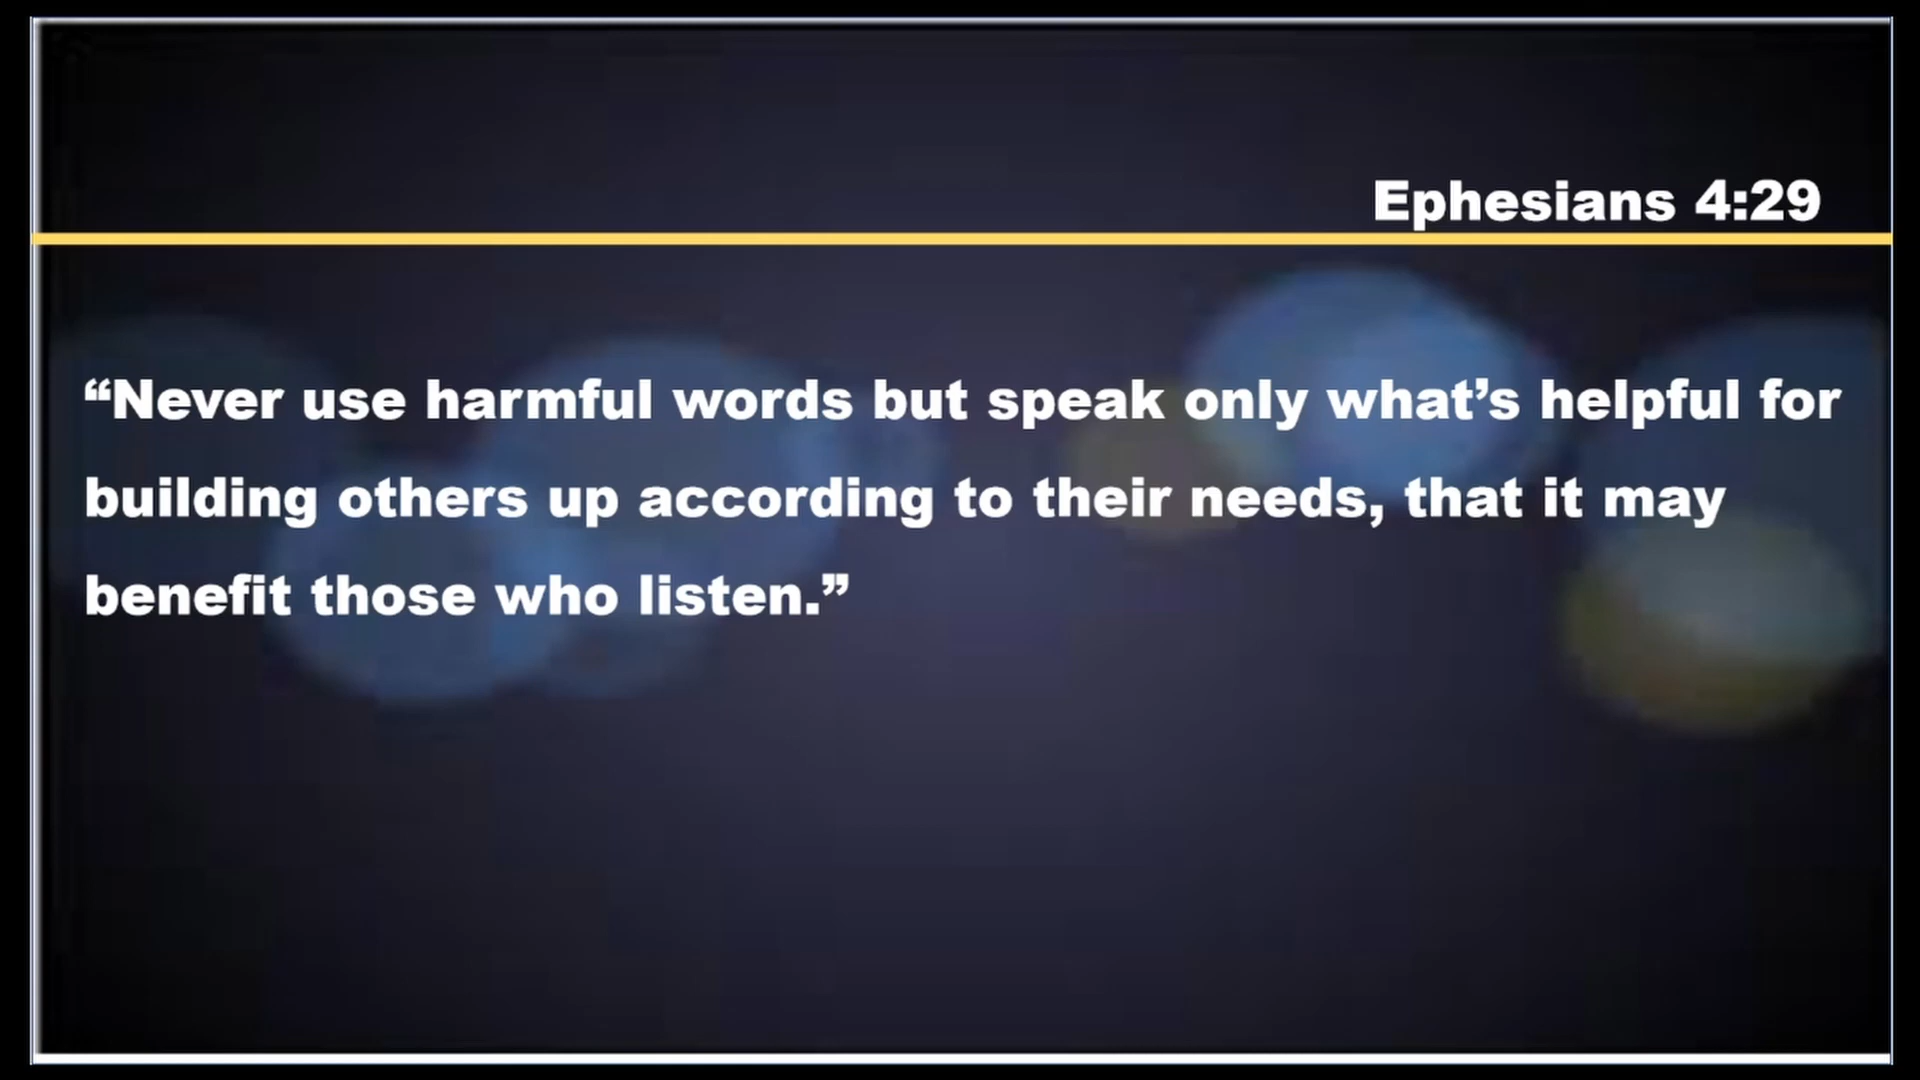 Ephesians 4:29
“Never use harmful words but speak only what’s helpful for
building others up according to their needs, that it may
benefit those who listen.”